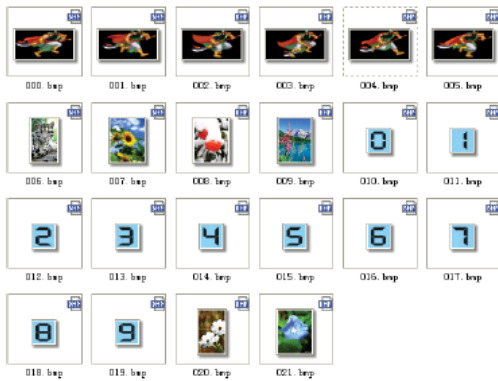 000.bmp 001.bmp 002.bmp 003.bmp 004.bmp 005.bmp
006.bmp 007.bmp 008.bmp 009.bmp 0 010.bmp 1 011.bmp
2 012.bmp 3 013.bmp 4 014.bmp 5 015.bmp 6 016.bmp 7 017.bmp
8 018.bmp 9 019.bmp 020.bmp 021.bmp